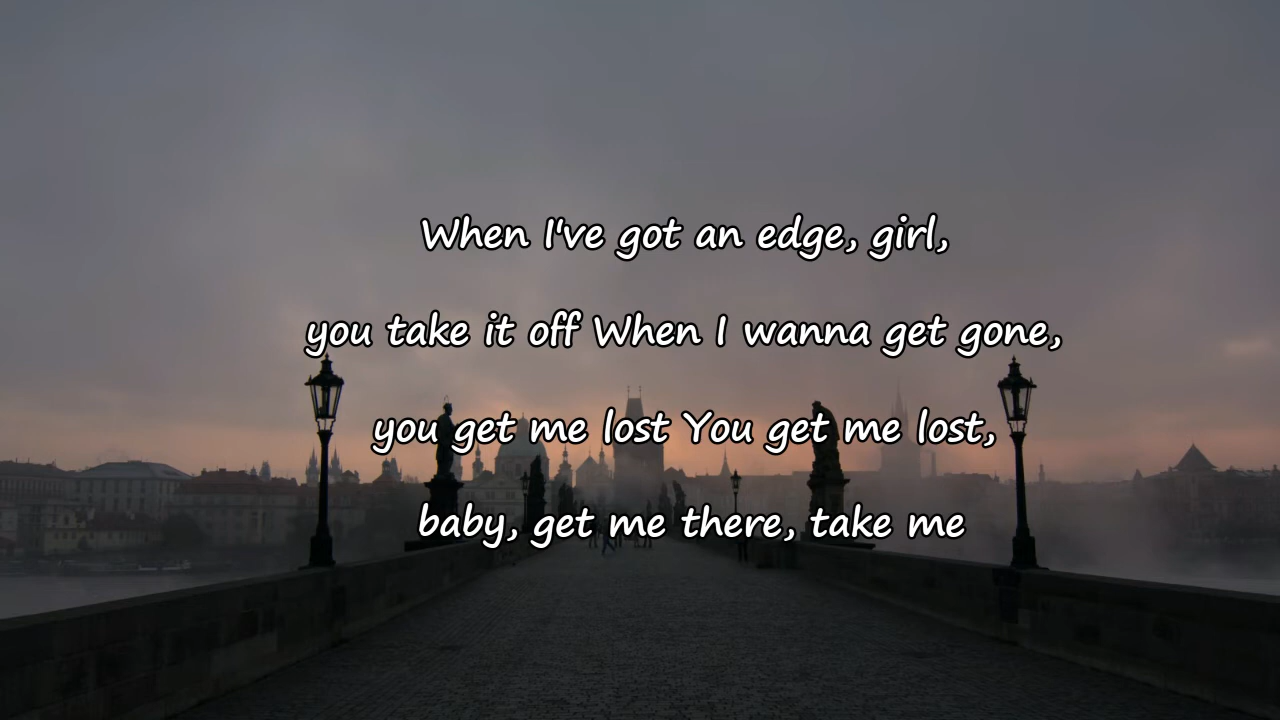 When I've got an edge, girl,
you take it off When I wanna get gone,
you get me lost You get me lost,
baby, get me there, take me